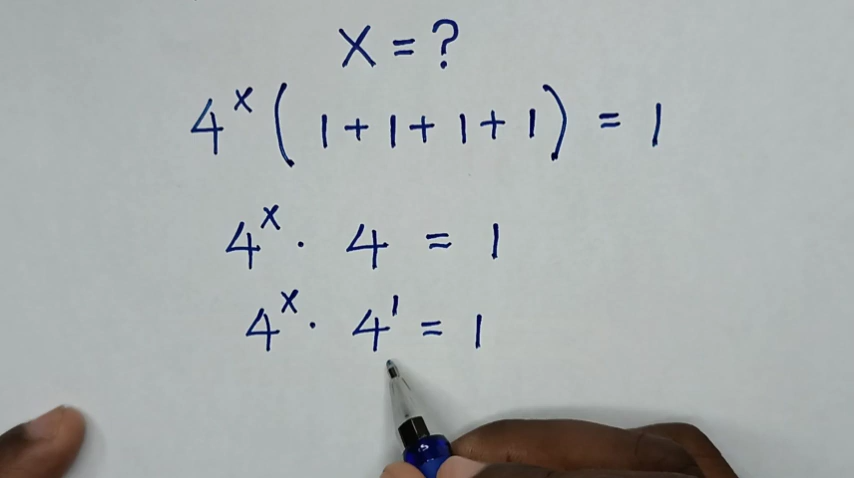 x = ?
4^x ( 1 + 1 + 1 + 1 ) = 1
4^x · 4 = 1
4^x · 4^1 = 1